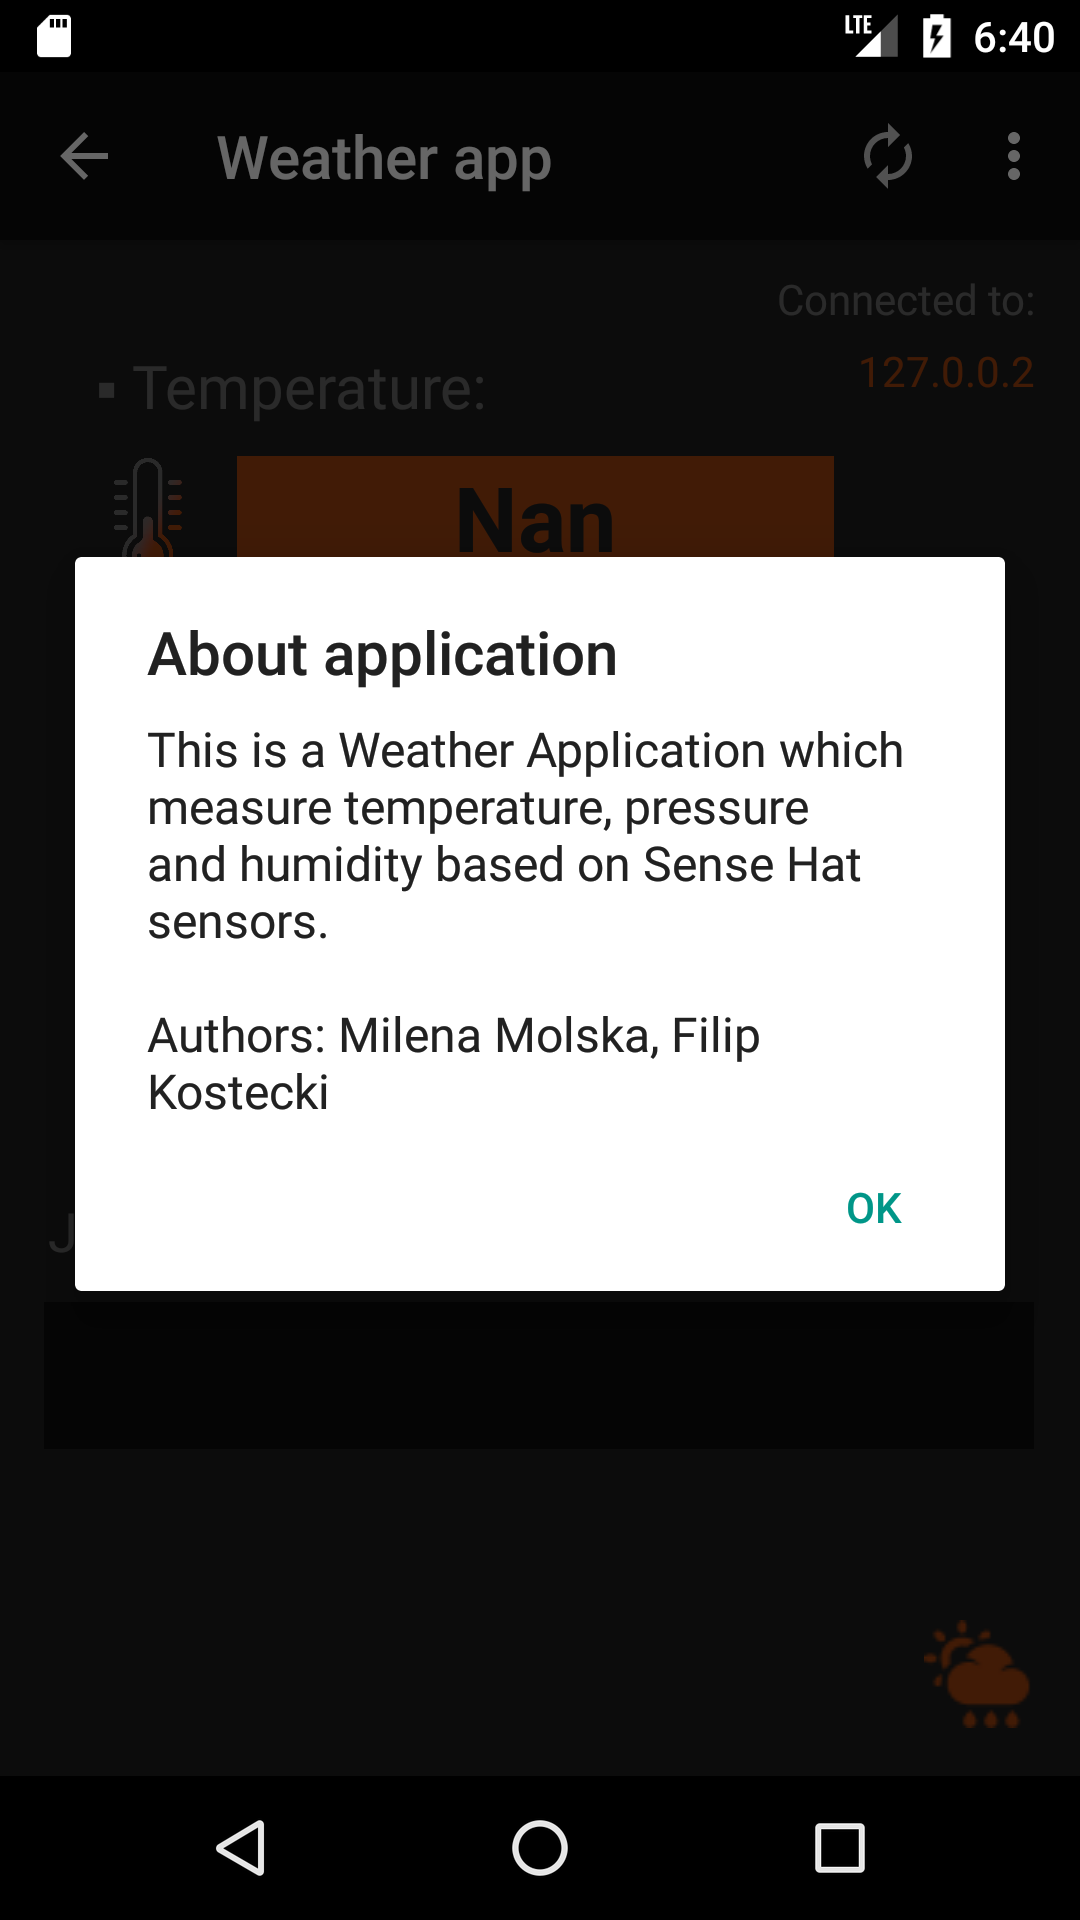 LTE 6:40
Weather app
Connected to:
127.0.0.2
▪ Temperature:
Nan
About application
This is a Weather Application which
measure temperature, pressure
and humidity based on Sense Hat
sensors.
Authors: Milena Molska, Filip
Kostecki
OK
J